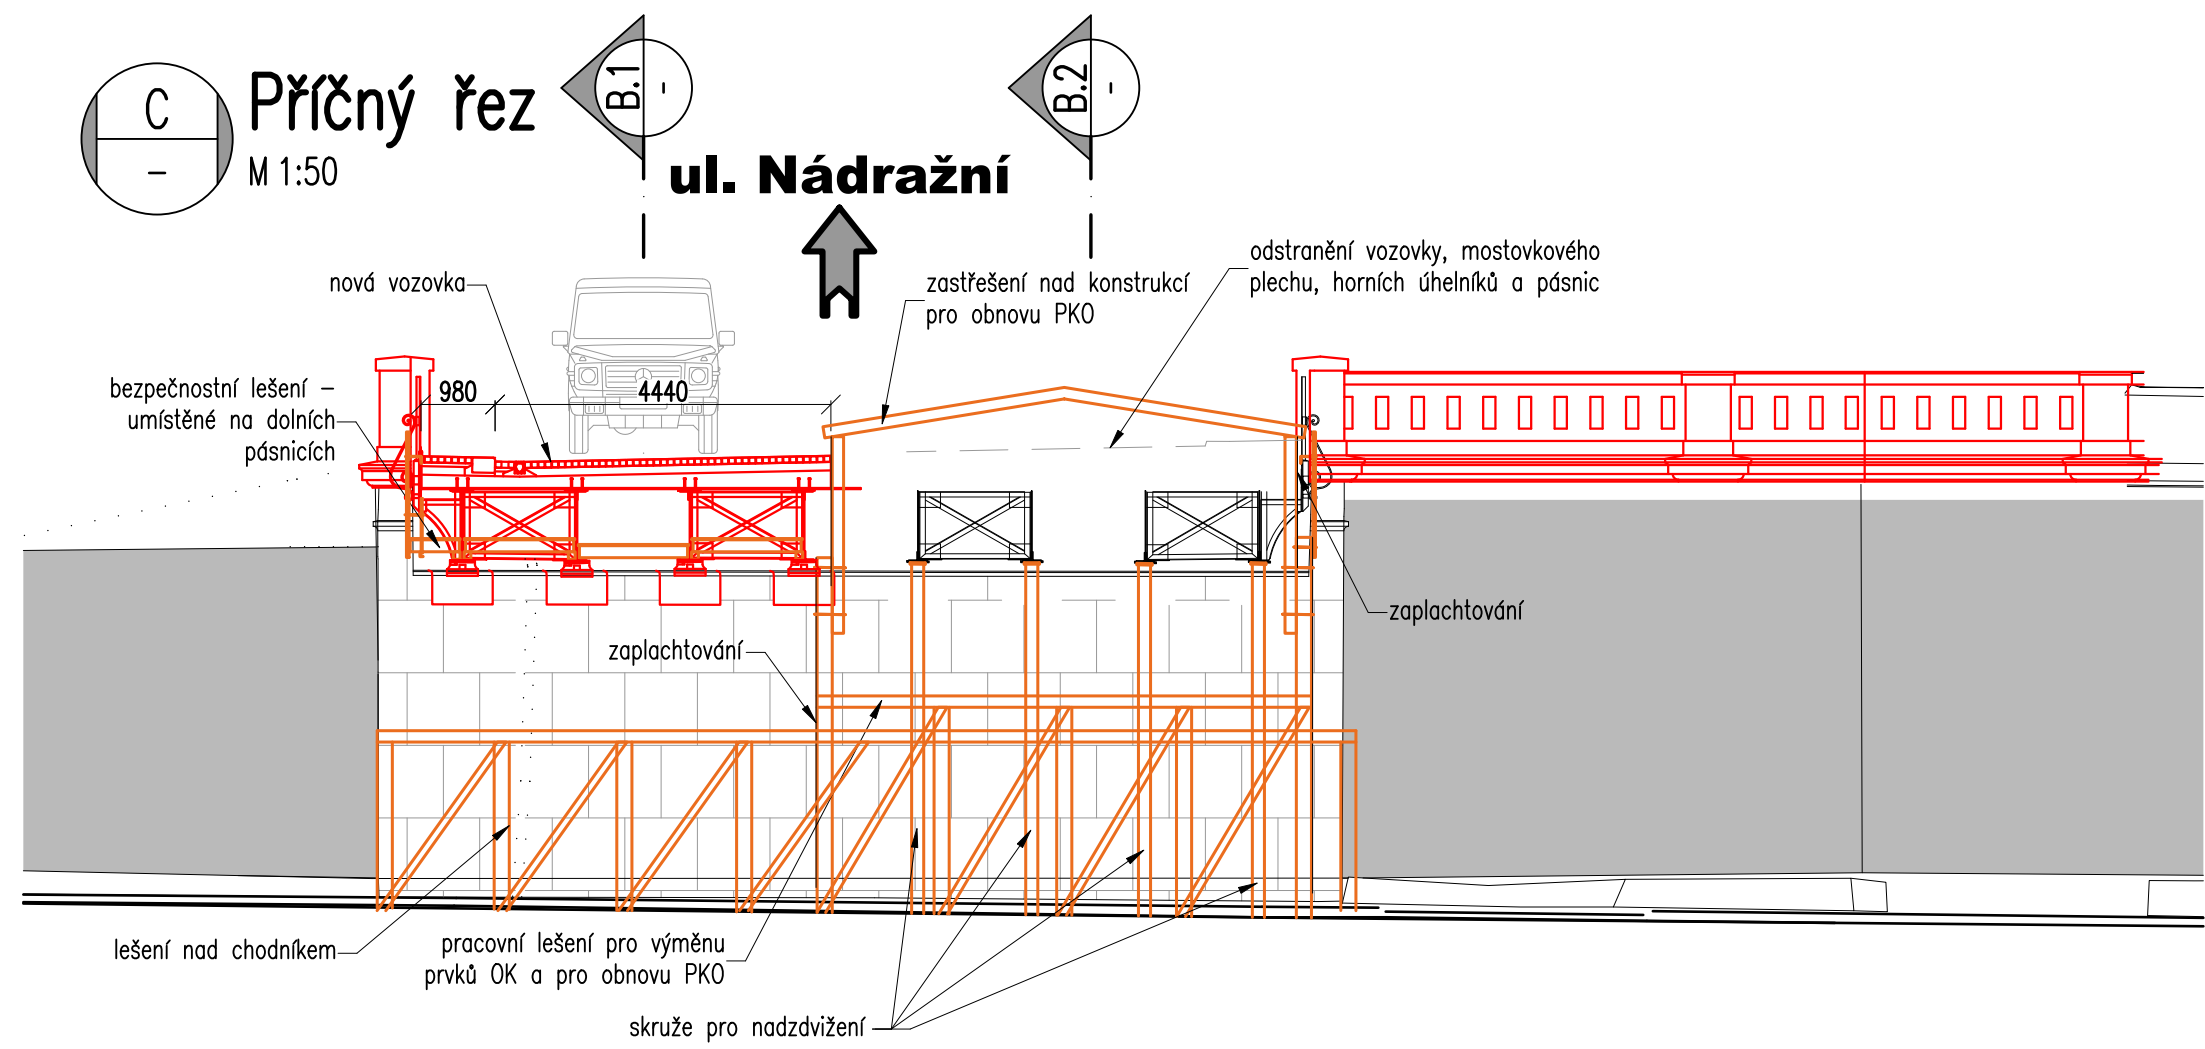 C
-
Příčný řez
M 1:50
B.1
-
B.2
-
ul. Nádražní
nová vozovka
zastřešení nad konstrukcí
pro obnovu PKO
odstranění vozovky, mostovkového
plechu, horních úhelníků a pásnic
bezpečnostní lešení –
umístěné na dolních
pásnicích
980
4440
zaplachtování
zaplachtování
lešení nad chodníkem
pracovní lešení pro výměnu
prvků OK a pro obnovu PKO
skruže pro nadzdvižení